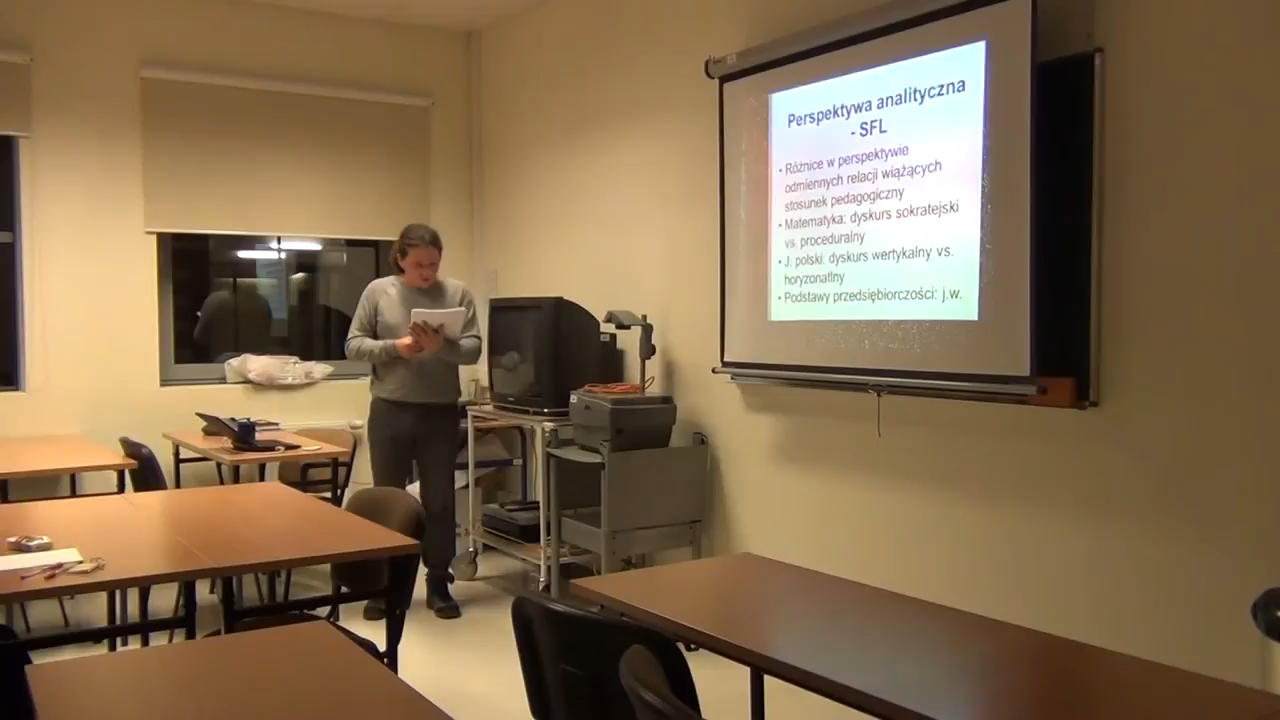 Perspektywa analityczna
- SFL
• Różnice w perspektywie
odmiennych relacji wiążących
stosunek pedagogiczny
• Matematyka: dyskurs sokratejski
vs. proceduralny
• J. polski: dyskurs wertykalny vs.
horyzonatlny
• Podstawy przedsiębiorczości: j.w.